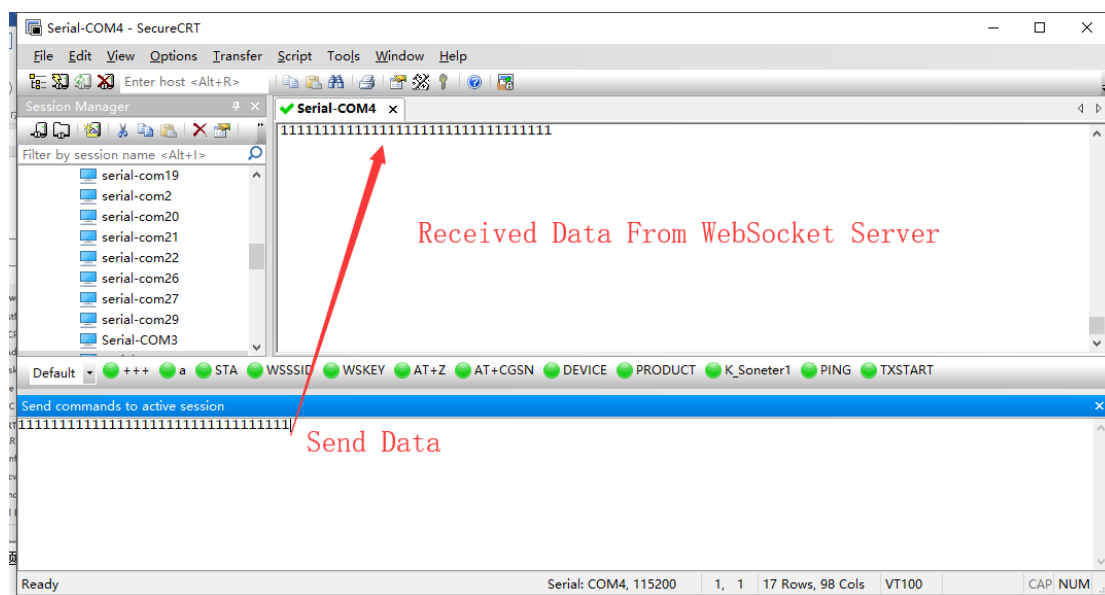 Serial-COM4 - SecureCRT
File Edit View Options Transfer Script Tools Window Help
Enter host <Alt+R>
Session Manager
Serial-COM4
Filter by session name <Alt+I>
111111111111111111111111111111111
serial-com19
serial-com2
serial-com20
serial-com21
serial-com22
serial-com26
serial-com27
serial-com29
Serial-COM3
Received Data From WebSocket Server
Default +++ a STA WSSSID WSKEY AT+Z AT+CGSN DEVICE PRODUCT K_Soneter1 PING TXSTART
Send commands to active session
111111111111111111111111111111111
Send Data
Ready Serial: COM4, 115200 1, 1 17 Rows, 98 Cols VT100 CAP NUM